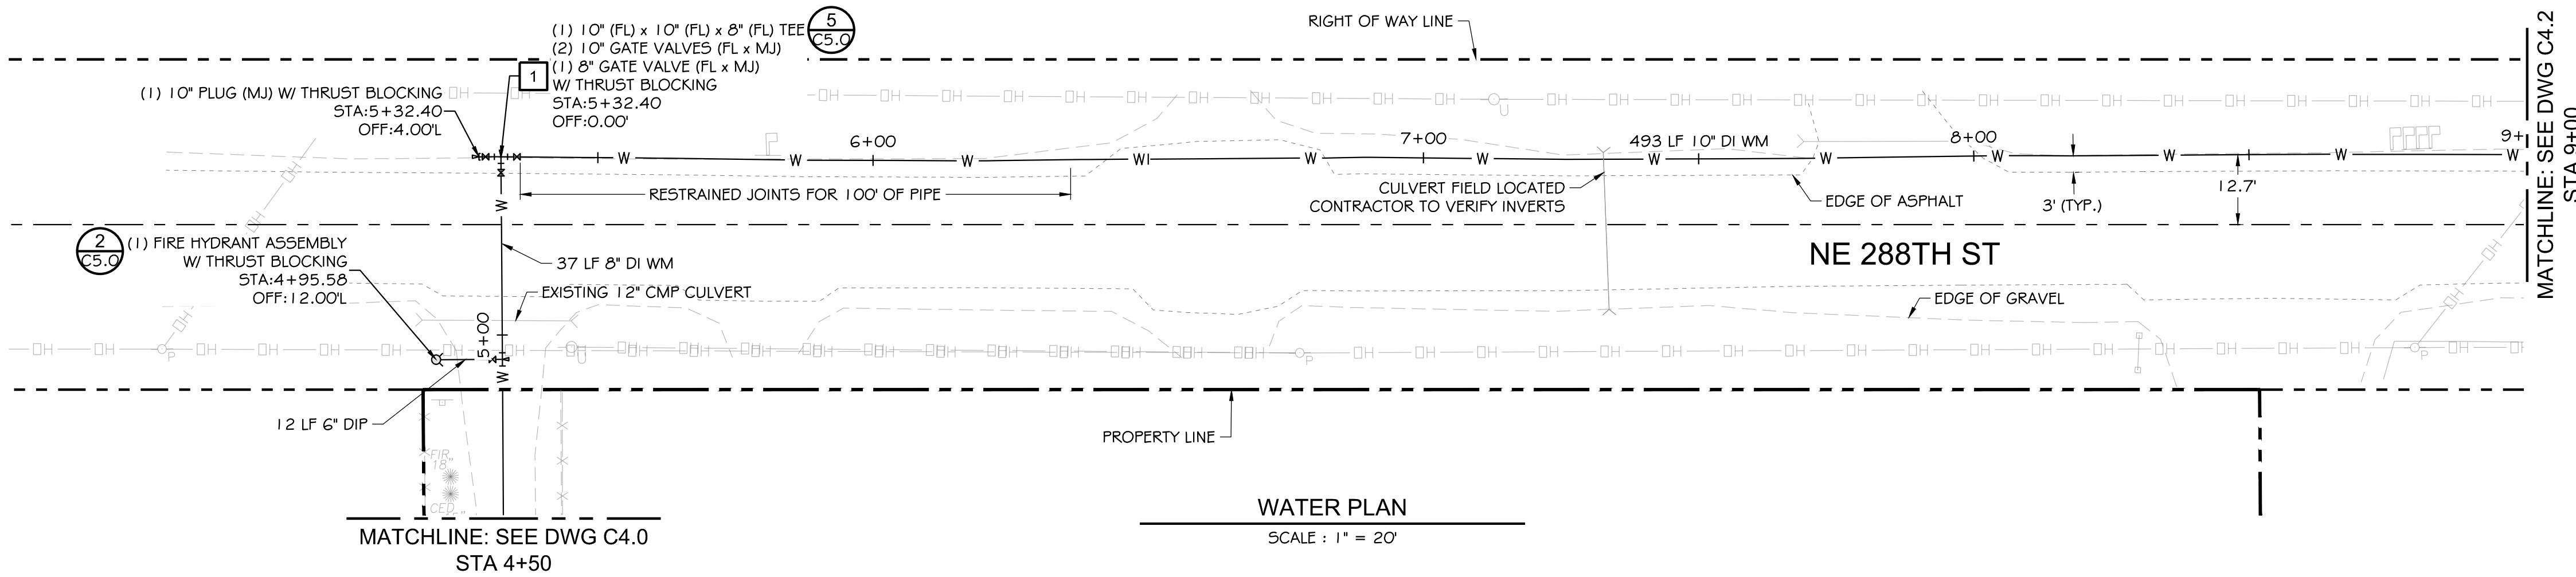 (1) 10" (FL) x 10" (FL) x 8" (FL) TEE
(2) 10" GATE VALVES (FL x MJ)
(1) 8" GATE VALVE (FL x MJ)
W/ THRUST BLOCKING
STA:5+32.40
OFF:0.00'
5
C5.0
1
RIGHT OF WAY LINE
(1) 10" PLUG (MJ) W/ THRUST BLOCKING
STA:5+32.40
OFF:4.00'L
6+00
7+00
493 LF 10" DI WM
8+00
9+
W W W W W W W W W W W W
RESTRAINED JOINTS FOR 100' OF PIPE
CULVERT FIELD LOCATED
CONTRACTOR TO VERIFY INVERTS
EDGE OF ASPHALT
3' (TYP.)
12.7'
MATCHLINE: SEE DWG C4.2
STA 9+00
2
C5.0
(1) FIRE HYDRANT ASSEMBLY
W/ THRUST BLOCKING
STA:4+95.58
OFF:12.00'L
W
37 LF 8" DI WM
EXISTING 12" CMP CULVERT
NE 288TH ST
EDGE OF GRAVEL
5+00
W
U
U
P
P
P
12 LF 6" DIP
PROPERTY LINE
FIR
18"
CED
MATCHLINE: SEE DWG C4.0
STA 4+50
WATER PLAN
SCALE : 1" = 20'